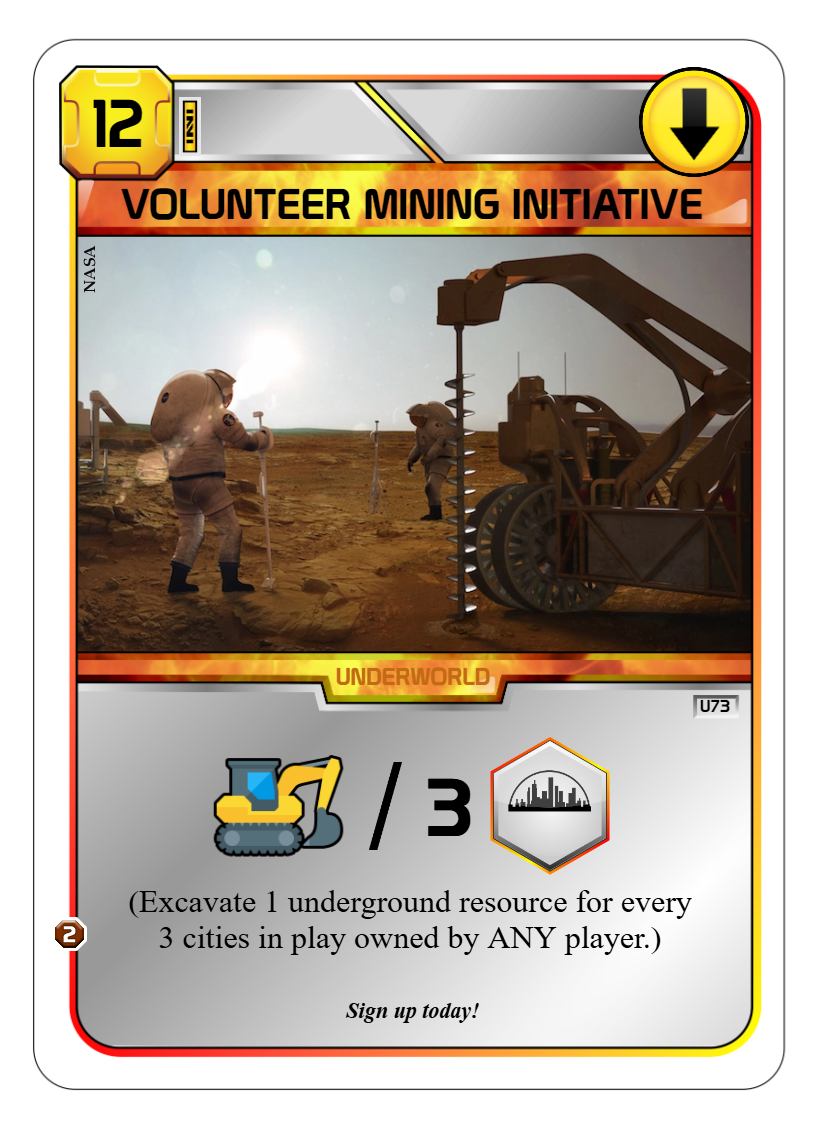 12
VOLUNTEER MINING INITIATIVE
NASA
UNDERWORLD
U73
/ 3
(Excavate 1 underground resource for every
3 cities in play owned by ANY player.)
2
Sign up today!